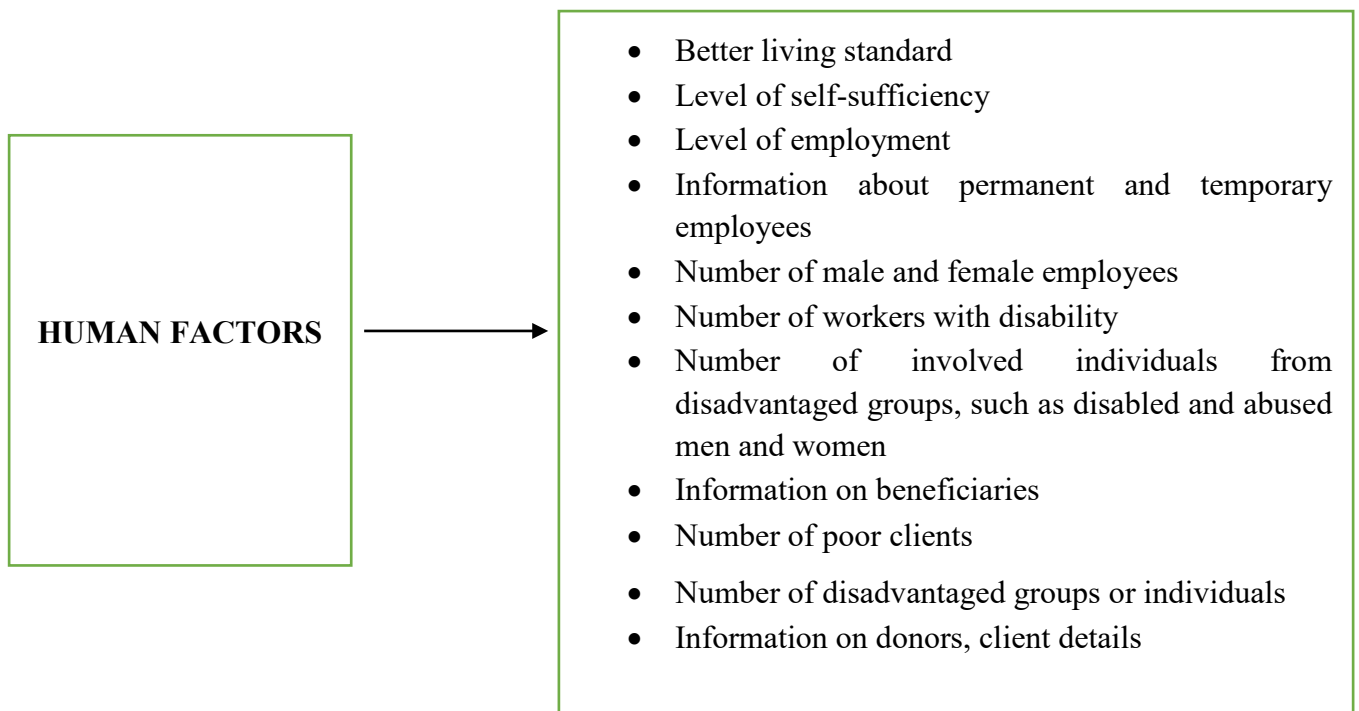 HUMAN FACTORS
• Better living standard
• Level of self-sufficiency
• Level of employment
• Information about permanent and temporary
employees
• Number of male and female employees
• Number of workers with disability
• Number of involved individuals from
disadvantaged groups, such as disabled and abused
men and women
• Information on beneficiaries
• Number of poor clients
• Number of disadvantaged groups or individuals
• Information on donors, client details